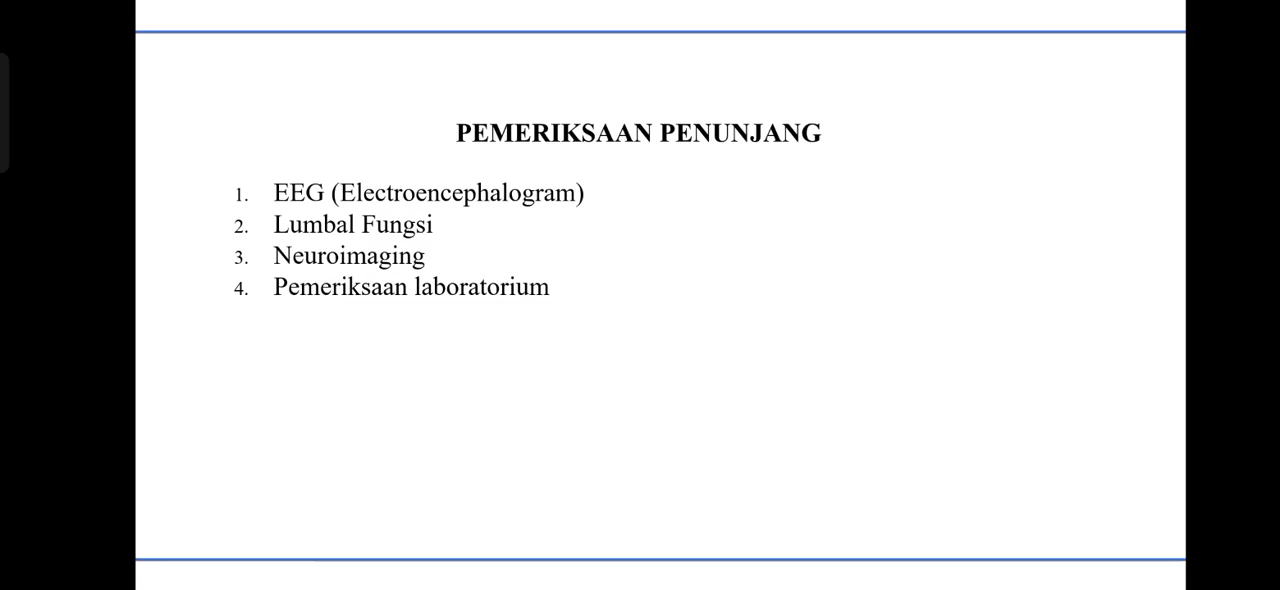 PEMERIKSAAN PENUNJANG
1. EEG (Electroencephalogram)
2. Lumbal Fungsi
3. Neuroimaging
4. Pemeriksaan laboratorium